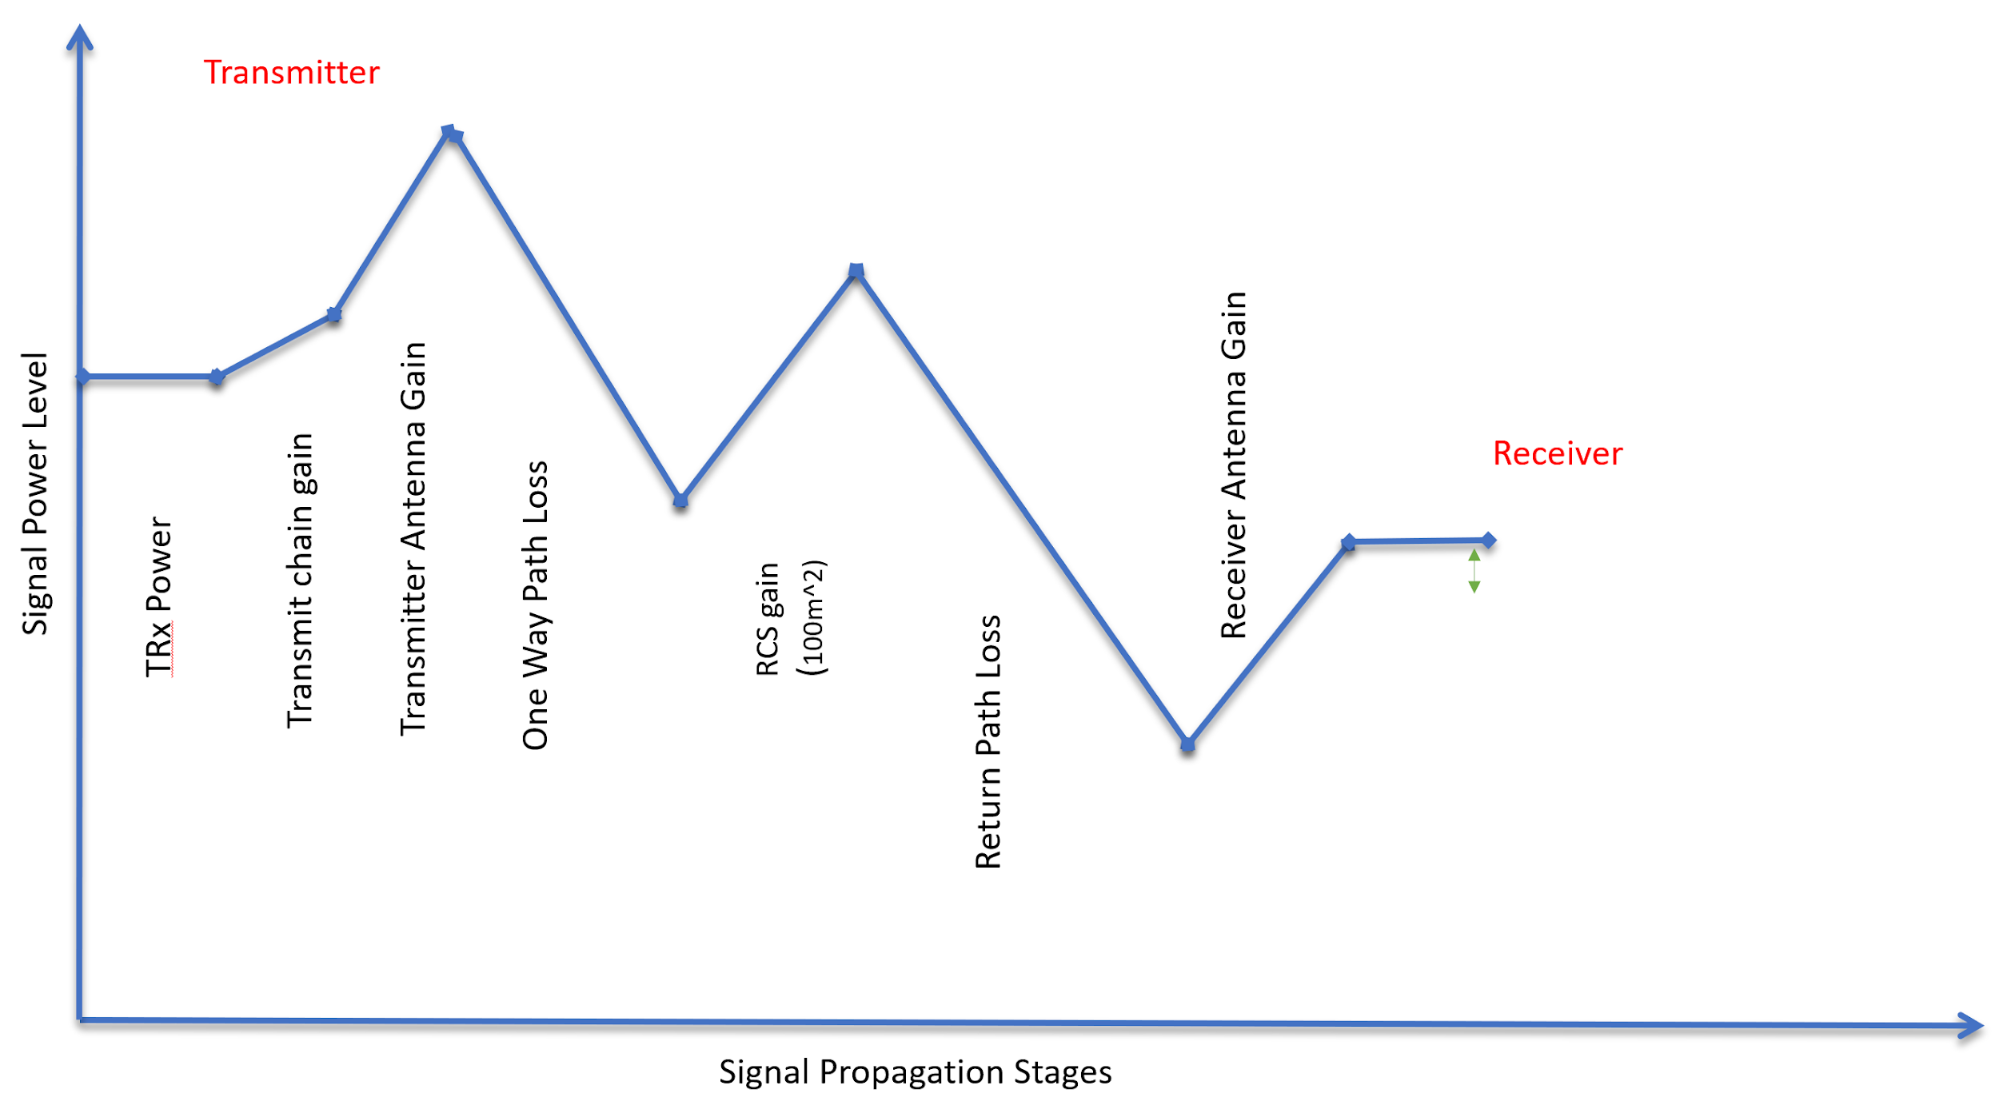 Transmitter
Signal Power Level
TRx Power
Transmit chain gain
Transmitter Antenna Gain
One Way Path Loss
RCS gain
(100m^2)
Return Path Loss
Receiver Antenna Gain
Receiver
Signal Propagation Stages